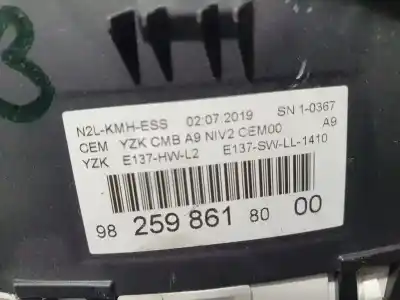 N2L-KMH-ESS 02.07.2019 SN 1-0367
CEM YZK CMB A9 NIV2 CEM00 A9
YZK E137-HW-L2 E137-SW-LL-1410
98 259 861 80 00